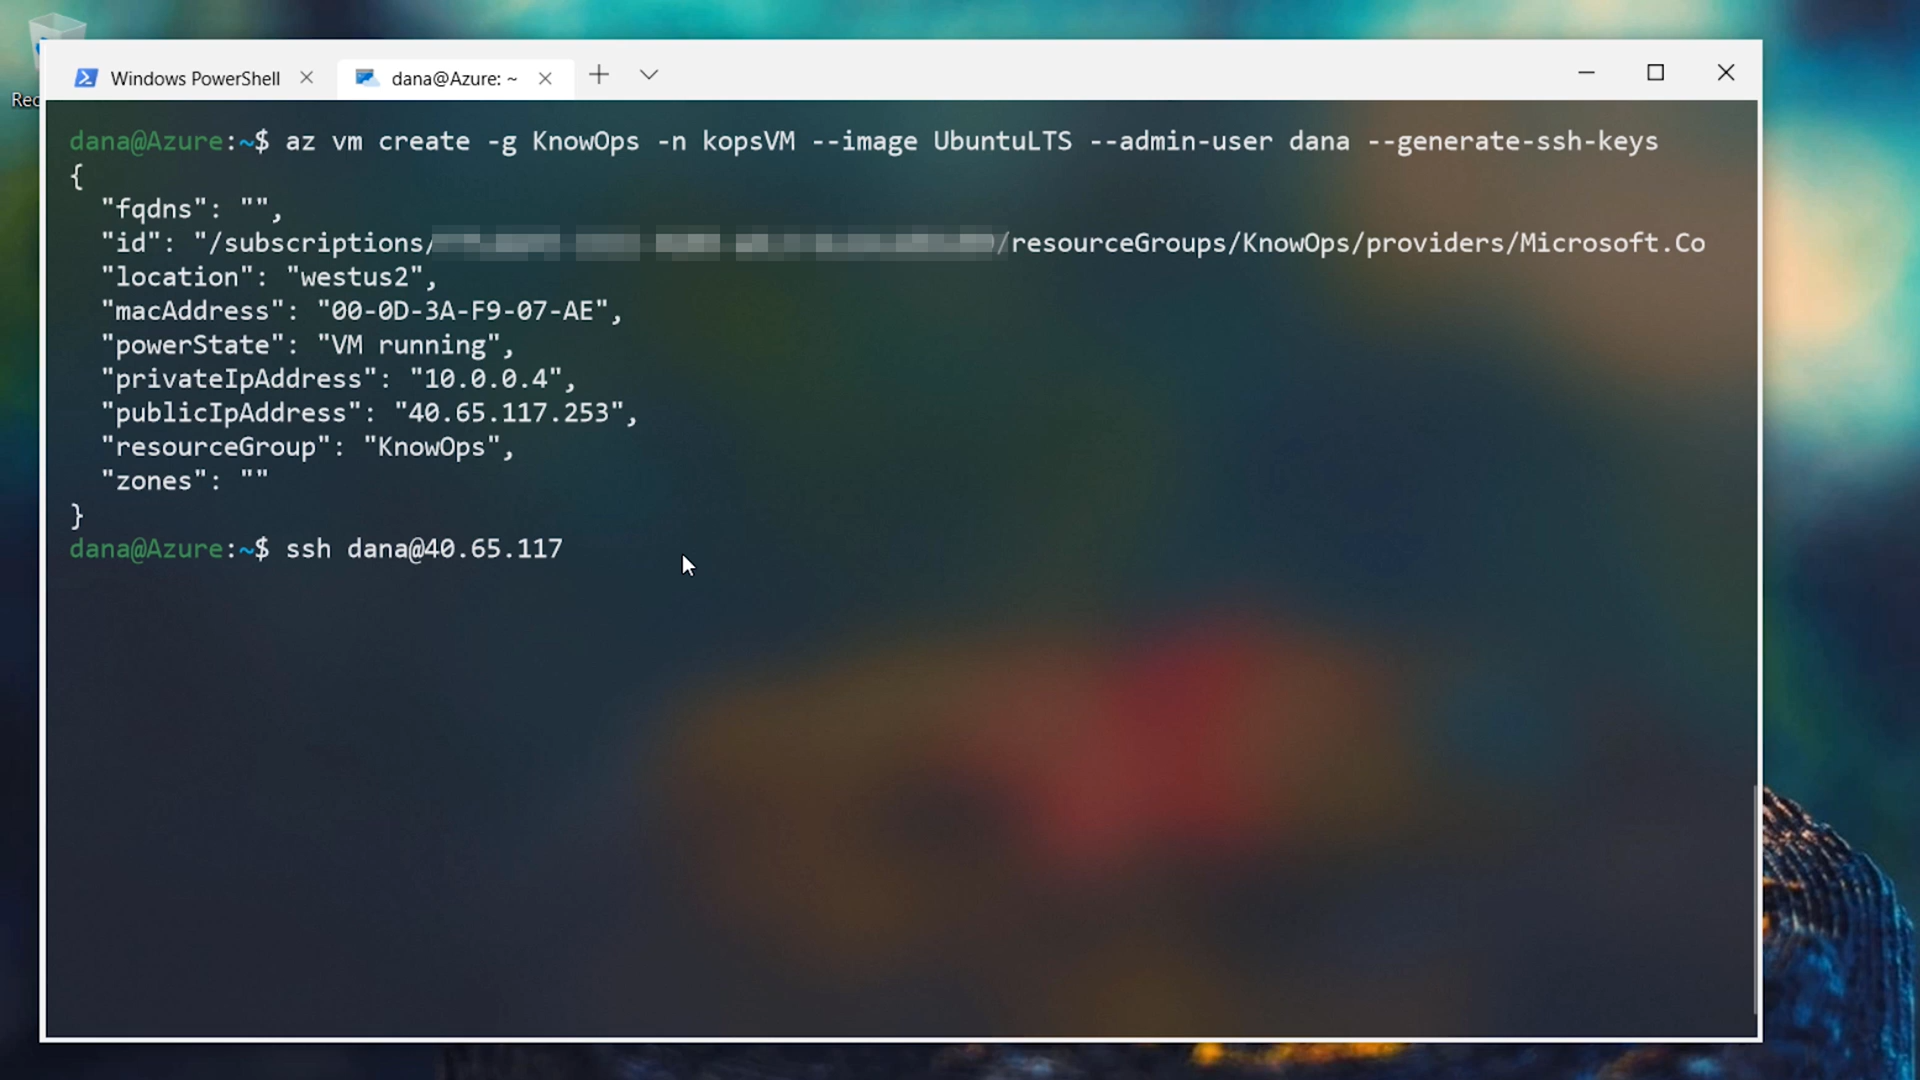 Rec
Windows PowerShell
dana@Azure: ~
dana@Azure:~$ az vm create -g KnowOps -n kopsVM --image UbuntuLTS --admin-user dana --generate-ssh-keys
{
"fqdns": "",
"id": "/subscriptions/ /resourceGroups/KnowOps/providers/Microsoft.Co
"location": "westus2",
"macAddress": "00-0D-3A-F9-07-AE",
"powerState": "VM running",
"privateIpAddress": "10.0.0.4",
"publicIpAddress": "40.65.117.253",
"resourceGroup": "KnowOps",
"zones": ""
}
dana@Azure:~$ ssh dana@40.65.117